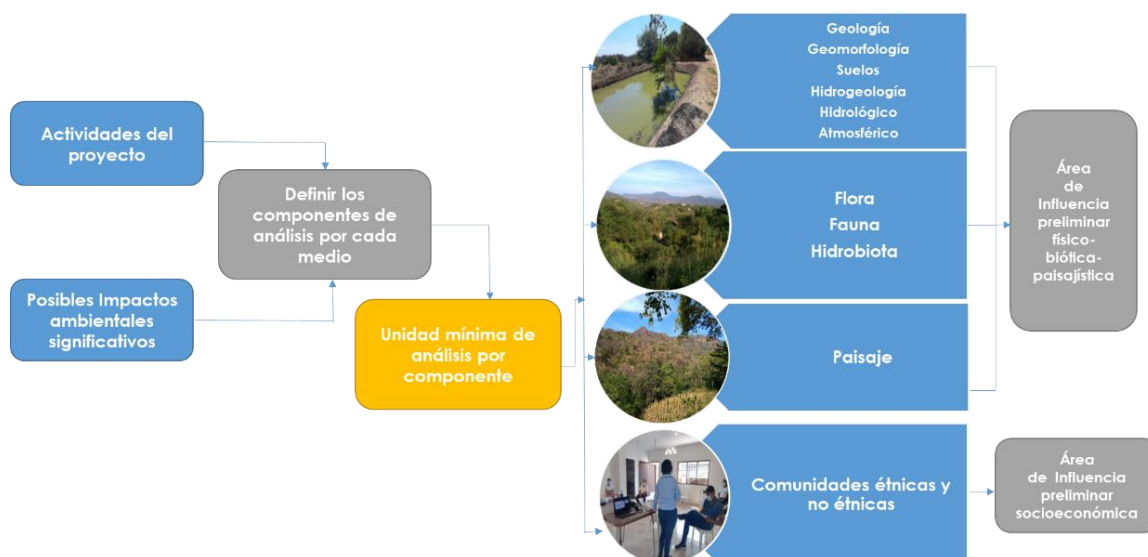 Actividades del
proyecto
Posibles Impactos
ambientales
significativos
Definir los
componentes de
análisis por cada
medio
Unidad mínima de
análisis por
componente
Geología
Geomorfología
Suelos
Hidrogeología
Hidrológico
Atmosférico
Flora
Fauna
Hidrobiota
Paisaje
Comunidades étnicas y
no étnicas
Área
de
Influencia
preliminar
físico-
biótica-
paisajística
Área
de Influencia
preliminar
socioeconómica